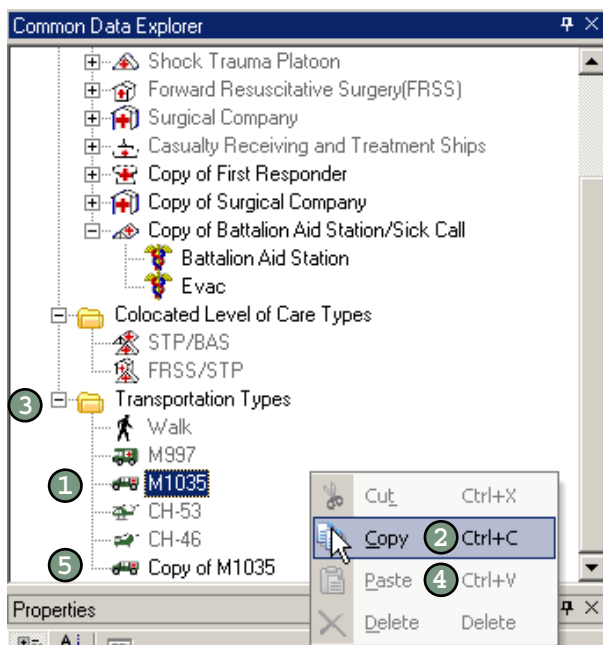 Common Data Explorer
Shock Trauma Platoon
Forward Resuscitative Surgery(FRSS)
Surgical Company
Casualty Receiving and Treatment Ships
Copy of First Responder
Copy of Surgical Company
Copy of Battalion Aid Station/Sick Call
Battalion Aid Station
Evac
Colocated Level of Care Types
STP/BAS
FRSS/STP
3 Transportation Types
Walk
M997
1 M1035
Cut Ctrl+X
CH-53
CH-46
Copy 2 Ctrl+C
5 Copy of M1035
Paste 4 Ctrl+V
Properties
Delete Delete